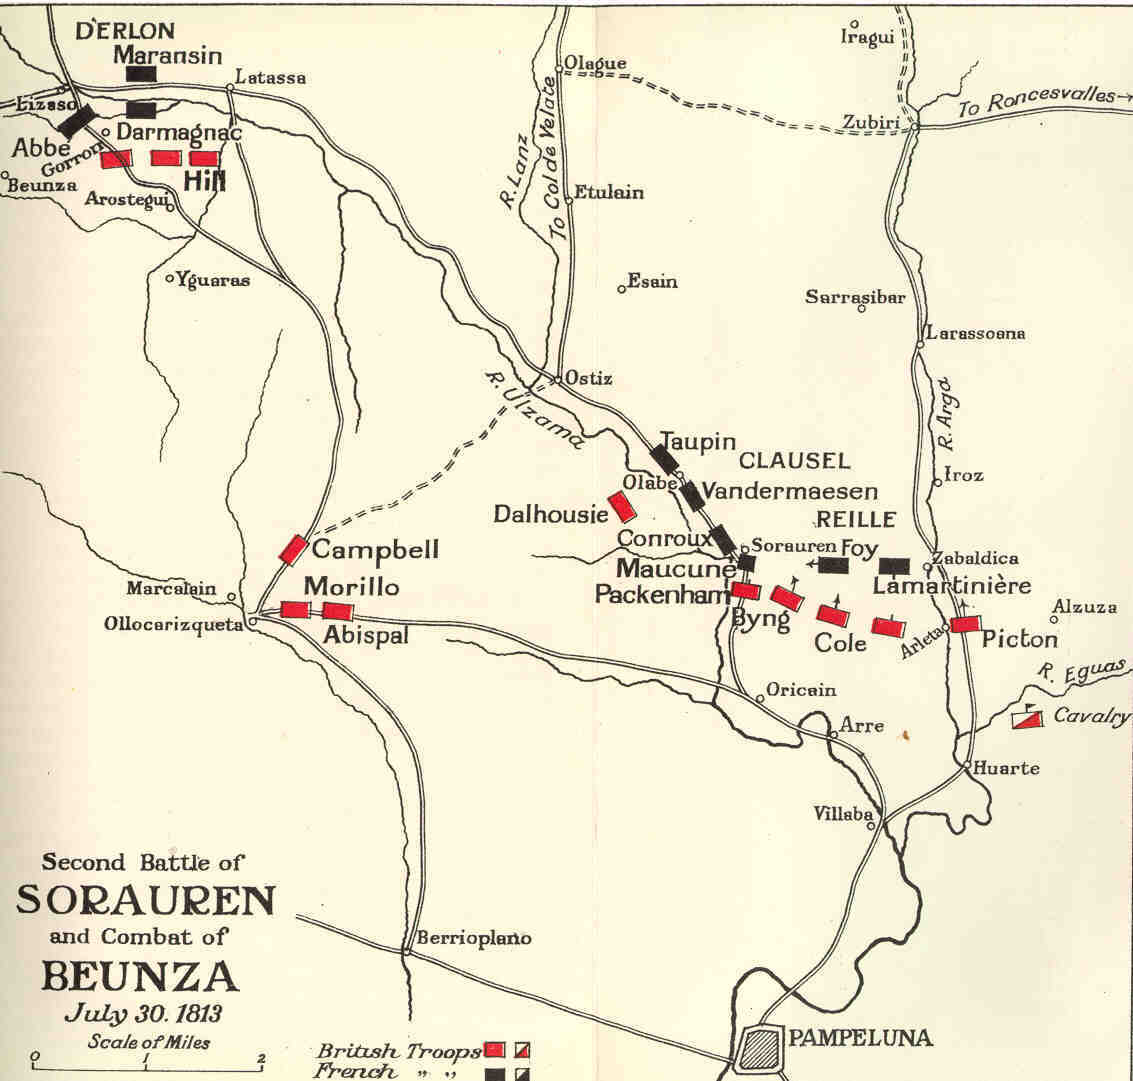 D'ERLON
Maransin
Latassa
Lizaso
Darmagnac
Abbe
Gorron
Hill
Beunza
Arostegui
Yguaras
Olague
R. Lanz
To Col de Velate
Etulain
Esain
Iragui
Zubiri
To Roncesvalles→
Sarrasibar
Larassoana
R. Arga
Ostiz
R. Ulzama
Taupin
CLAUSEL
Olabe
Vandermaesen
Iroz
Dalhousie
REILLE
Conroux
Sorauren
Foy
Zabaldica
Maucune
Lamartinière
Packenham
Byng
Cole
Arleta
Picton
Alzuza
R. Eguas
Cavalry
Campbell
Morillo
Marcalain
Ollocarizqueta
Abispal
Oricain
Arre
Huarte
Villaba
Berrioplano
PAMPELUNA
Second Battle of
SORAUREN
and Combat of
BEUNZA
July 30. 1813
Scale of Miles
0 1 2
British Troops
French " "